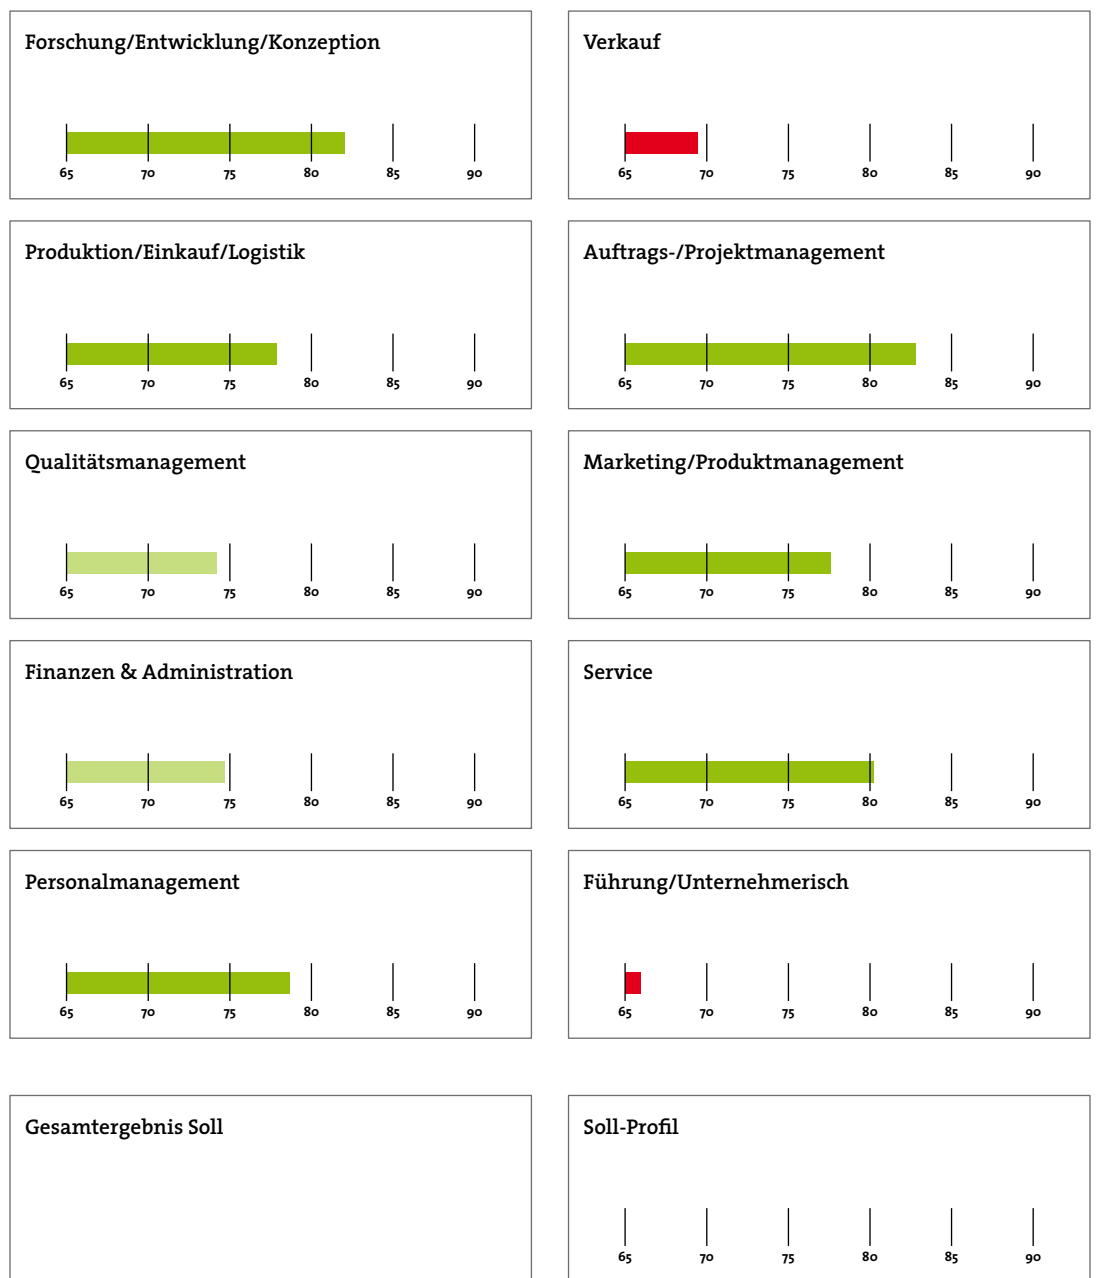 Forschung/Entwicklung/Konzeption
65 70 75 80 85 90
Verkauf
65 70 75 80 85 90
Produktion/Einkauf/Logistik
65 70 75 80 85 90
Auftrags-/Projektmanagement
65 70 75 80 85 90
Qualitätsmanagement
65 70 75 80 85 90
Marketing/Produktmanagement
65 70 75 80 85 90
Finanzen & Administration
65 70 75 80 85 90
Service
65 70 75 80 85 90
Personalmanagement
65 70 75 80 85 90
Führung/Unternehmerisch
65 70 75 80 85 90
Gesamtergebnis Soll
Soll-Profil
65 70 75 80 85 90